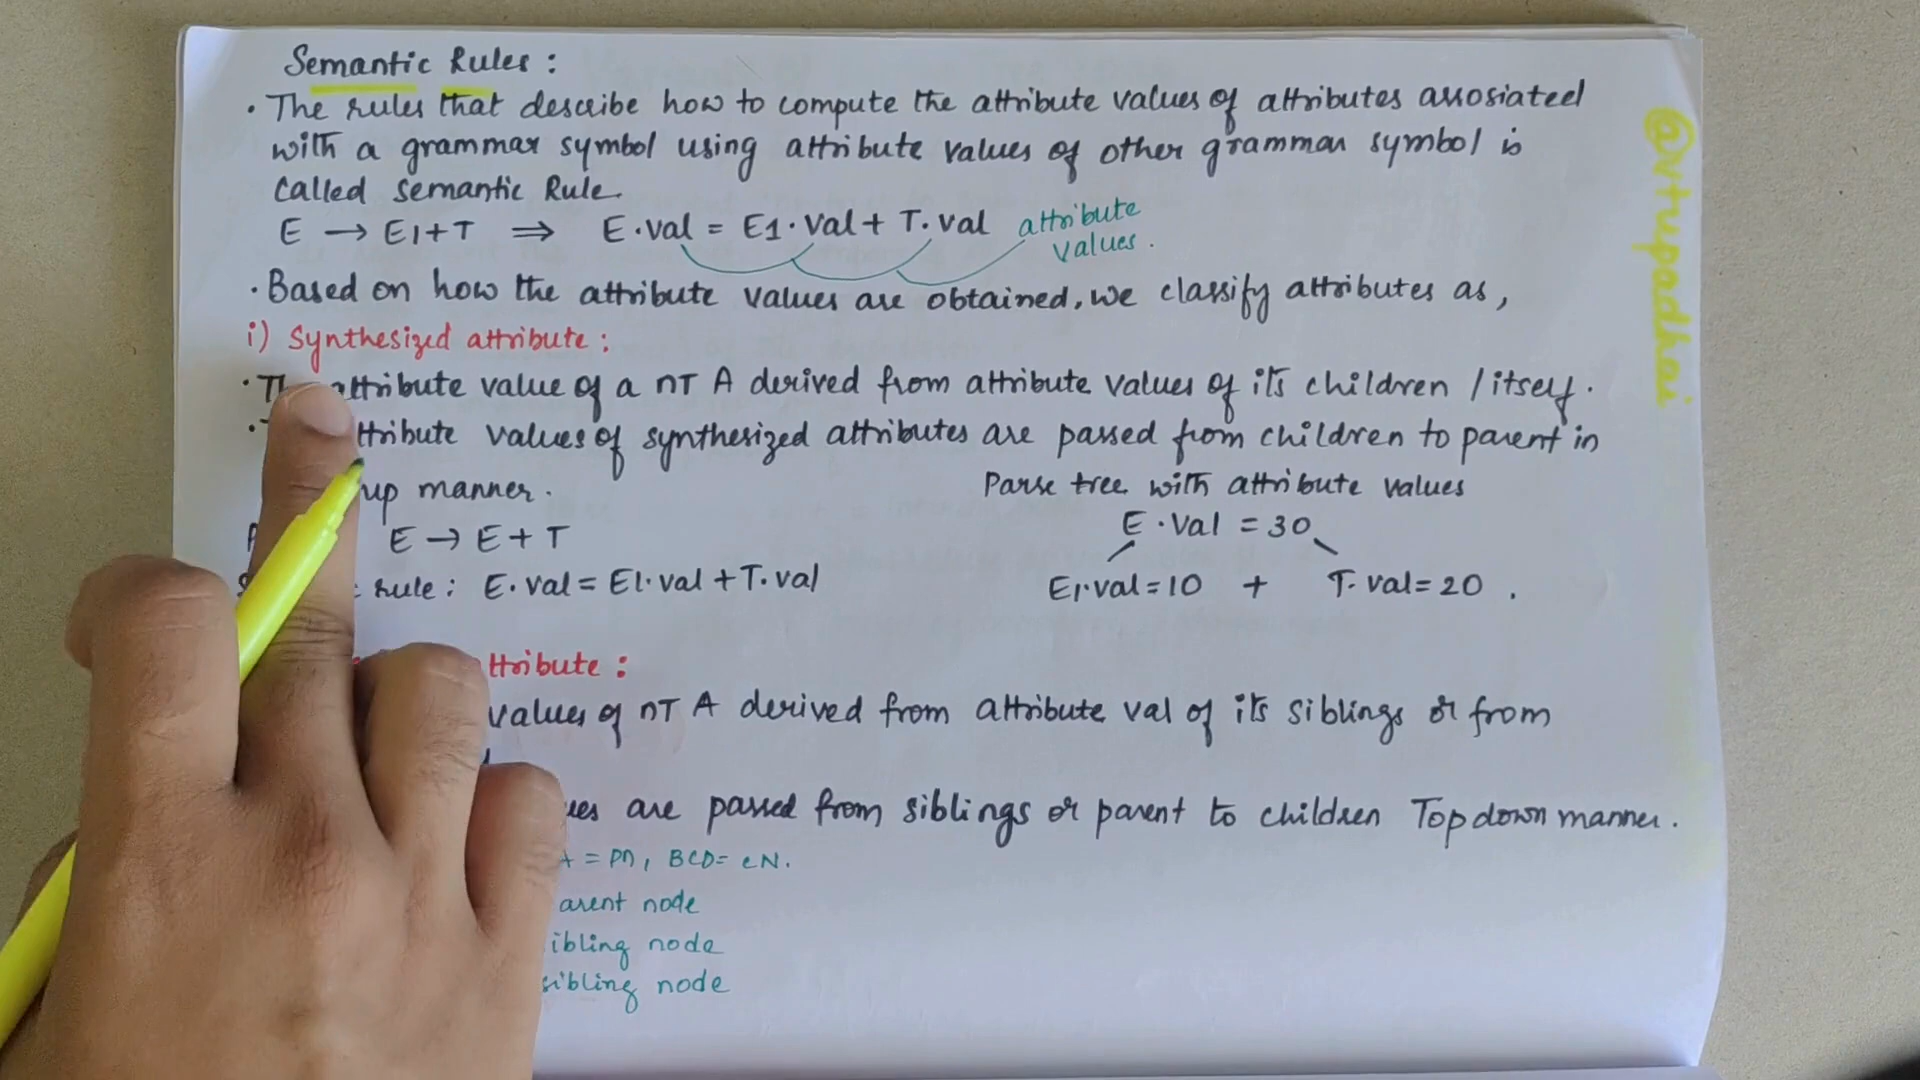 Semantic Rules :
• The rules that describe how to compute the attribute values of attributes assosiated
with a grammar symbol using attribute values of other grammar symbol is
called semantic Rule
E → E1+T ⇒ E.val = E1.val + T.val attribute
values.
• Based on how the attribute values are obtained, we classify attributes as,
i) Synthesized attribute :
• attribute value of a nT A derived from attribute values of its children / itself.
• values of synthesized attributes are passed from children to parent in
up manner.
Parse tree with attribute values
E → E + T
E.val = 30
rule : E.val = E1.val + T.val
E1.val = 10 + T.val = 20 .
values of nT A derived from attribute val of its siblings or from
are passed from siblings or parent to children Top down manner.
= Pn, BCD = CN.
node
node
sibling node
@vtupadhai